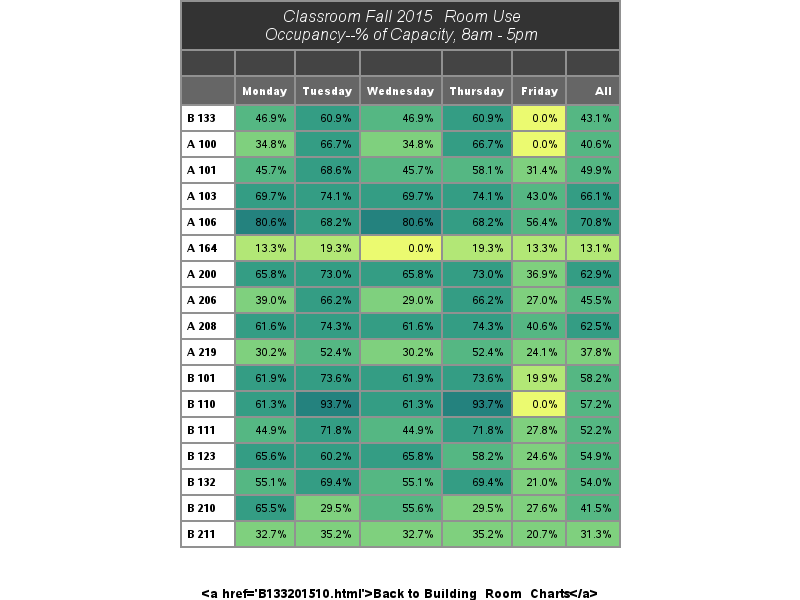 Classroom Fall 2015 Room Use
Occupancy--% of Capacity, 8am - 5pm
Monday Tuesday Wednesday Thursday Friday All
B 133 46.9% 60.9% 46.9% 60.9% 0.0% 43.1%
A 100 34.8% 66.7% 34.8% 66.7% 0.0% 40.6%
A 101 45.7% 68.6% 45.7% 58.1% 31.4% 49.9%
A 103 69.7% 74.1% 69.7% 74.1% 43.0% 66.1%
A 106 80.6% 68.2% 80.6% 68.2% 56.4% 70.8%
A 164 13.3% 19.3% 0.0% 19.3% 13.3% 13.1%
A 200 65.8% 73.0% 65.8% 73.0% 36.9% 62.9%
A 206 39.0% 66.2% 29.0% 66.2% 27.0% 45.5%
A 208 61.6% 74.3% 61.6% 74.3% 40.6% 62.5%
A 219 30.2% 52.4% 30.2% 52.4% 24.1% 37.8%
B 101 61.9% 73.6% 61.9% 73.6% 19.9% 58.2%
B 110 61.3% 93.7% 61.3% 93.7% 0.0% 57.2%
B 111 44.9% 71.8% 44.9% 71.8% 27.8% 52.2%
B 123 65.6% 60.2% 65.8% 58.2% 24.6% 54.9%
B 132 55.1% 69.4% 55.1% 69.4% 21.0% 54.0%
B 210 65.5% 29.5% 55.6% 29.5% 27.6% 41.5%
B 211 32.7% 35.2% 32.7% 35.2% 20.7% 31.3%
<a href='B133201510.html'>Back to Building Room Charts</a>